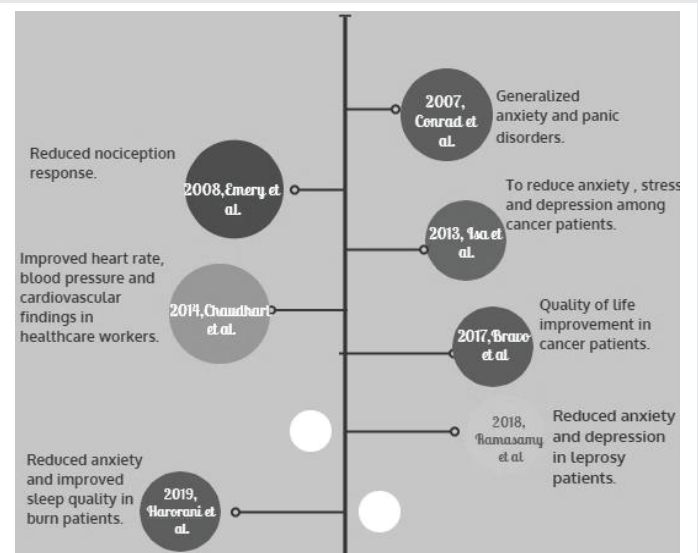 2007,
Conrad et
al.
Generalized
anxiety and panic
disorders.
Reduced nociception
response.
2008,Emery et
al.
To reduce anxiety , stress
and depression among
cancer patients.
2013, Isa et
al.
Improved heart rate,
blood pressure and
cardiovascular
findings in
healthcare workers.
2014,Chaudhari
et al.
Quality of life
improvement in
cancer patients.
2017,Bravo
et al
2018,
Ramasamy
et al
Reduced anxiety
and depression
in leprosy
patients.
Reduced anxiety
and improved
sleep quality in
burn patients.
2019,
Harorani et
al.